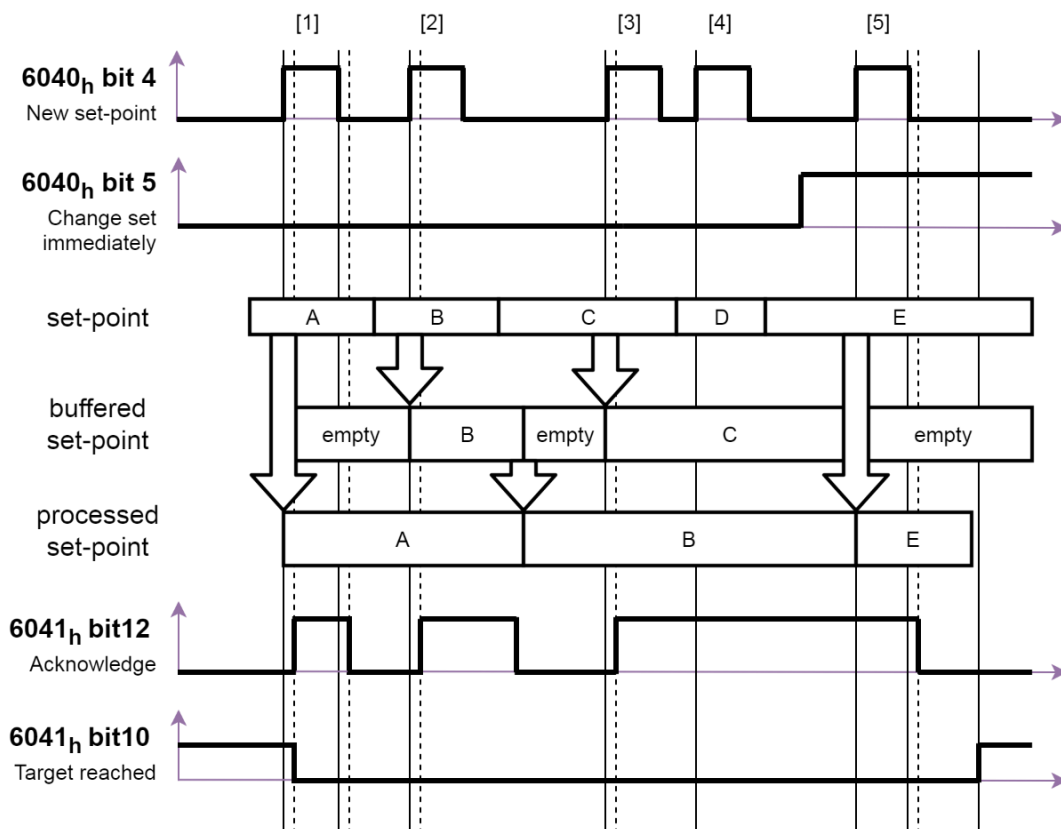 [1] [2] [3] [4] [5]
6040h bit 4
New set-point
6040h bit 5
Change set
immediately
set-point
A B C D E
buffered
set-point
empty B empty C empty
processed
set-point
A B E
6041h bit12
Acknowledge
6041h bit10
Target reached